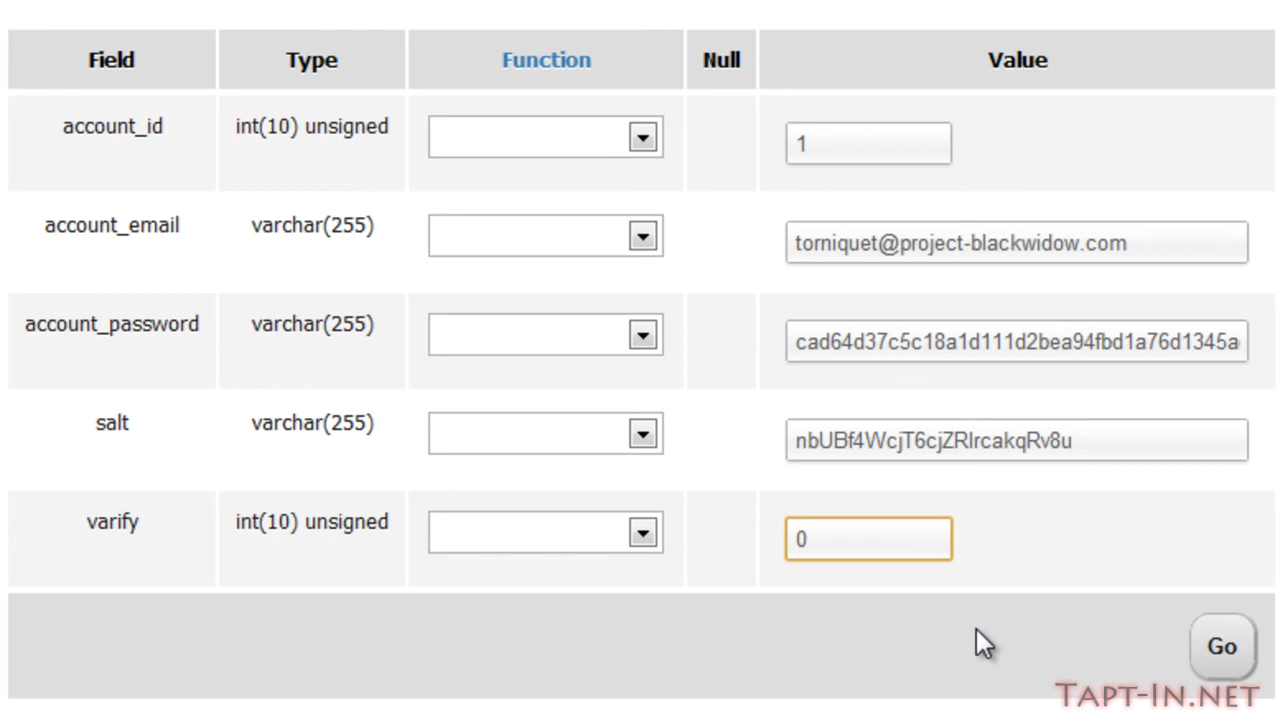 Field Type Function Null Value
account_id int(10) unsigned 1
account_email varchar(255) torniquet@project-blackwidow.com
account_password varchar(255) cad64d37c5c18a1d111d2bea94fbd1a76d1345a
salt varchar(255) nbUBf4WcjT6cjZRIrcakqRv8u
varify int(10) unsigned 0
Go
TAPT-IN.NET